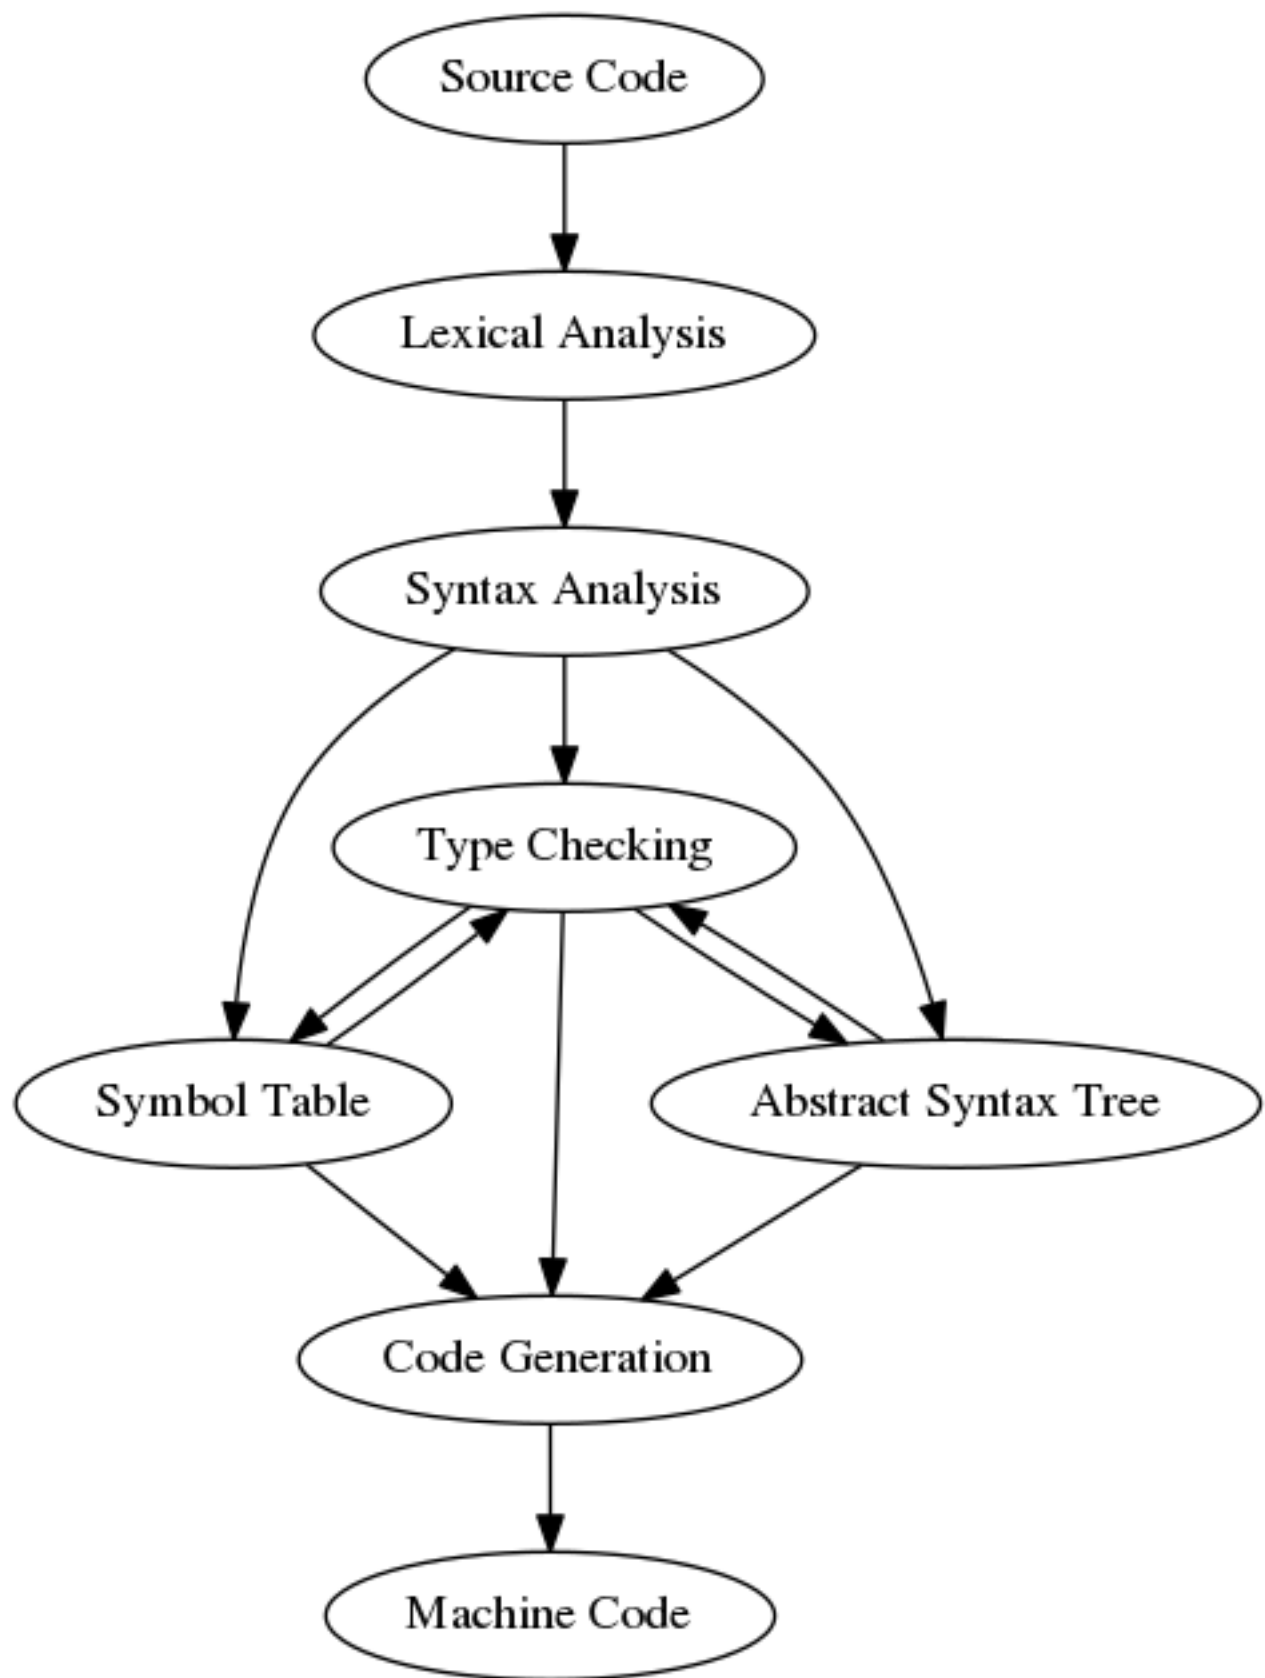 Source Code
Lexical Analysis
Syntax Analysis
Type Checking
Symbol Table
Abstract Syntax Tree
Code Generation
Machine Code